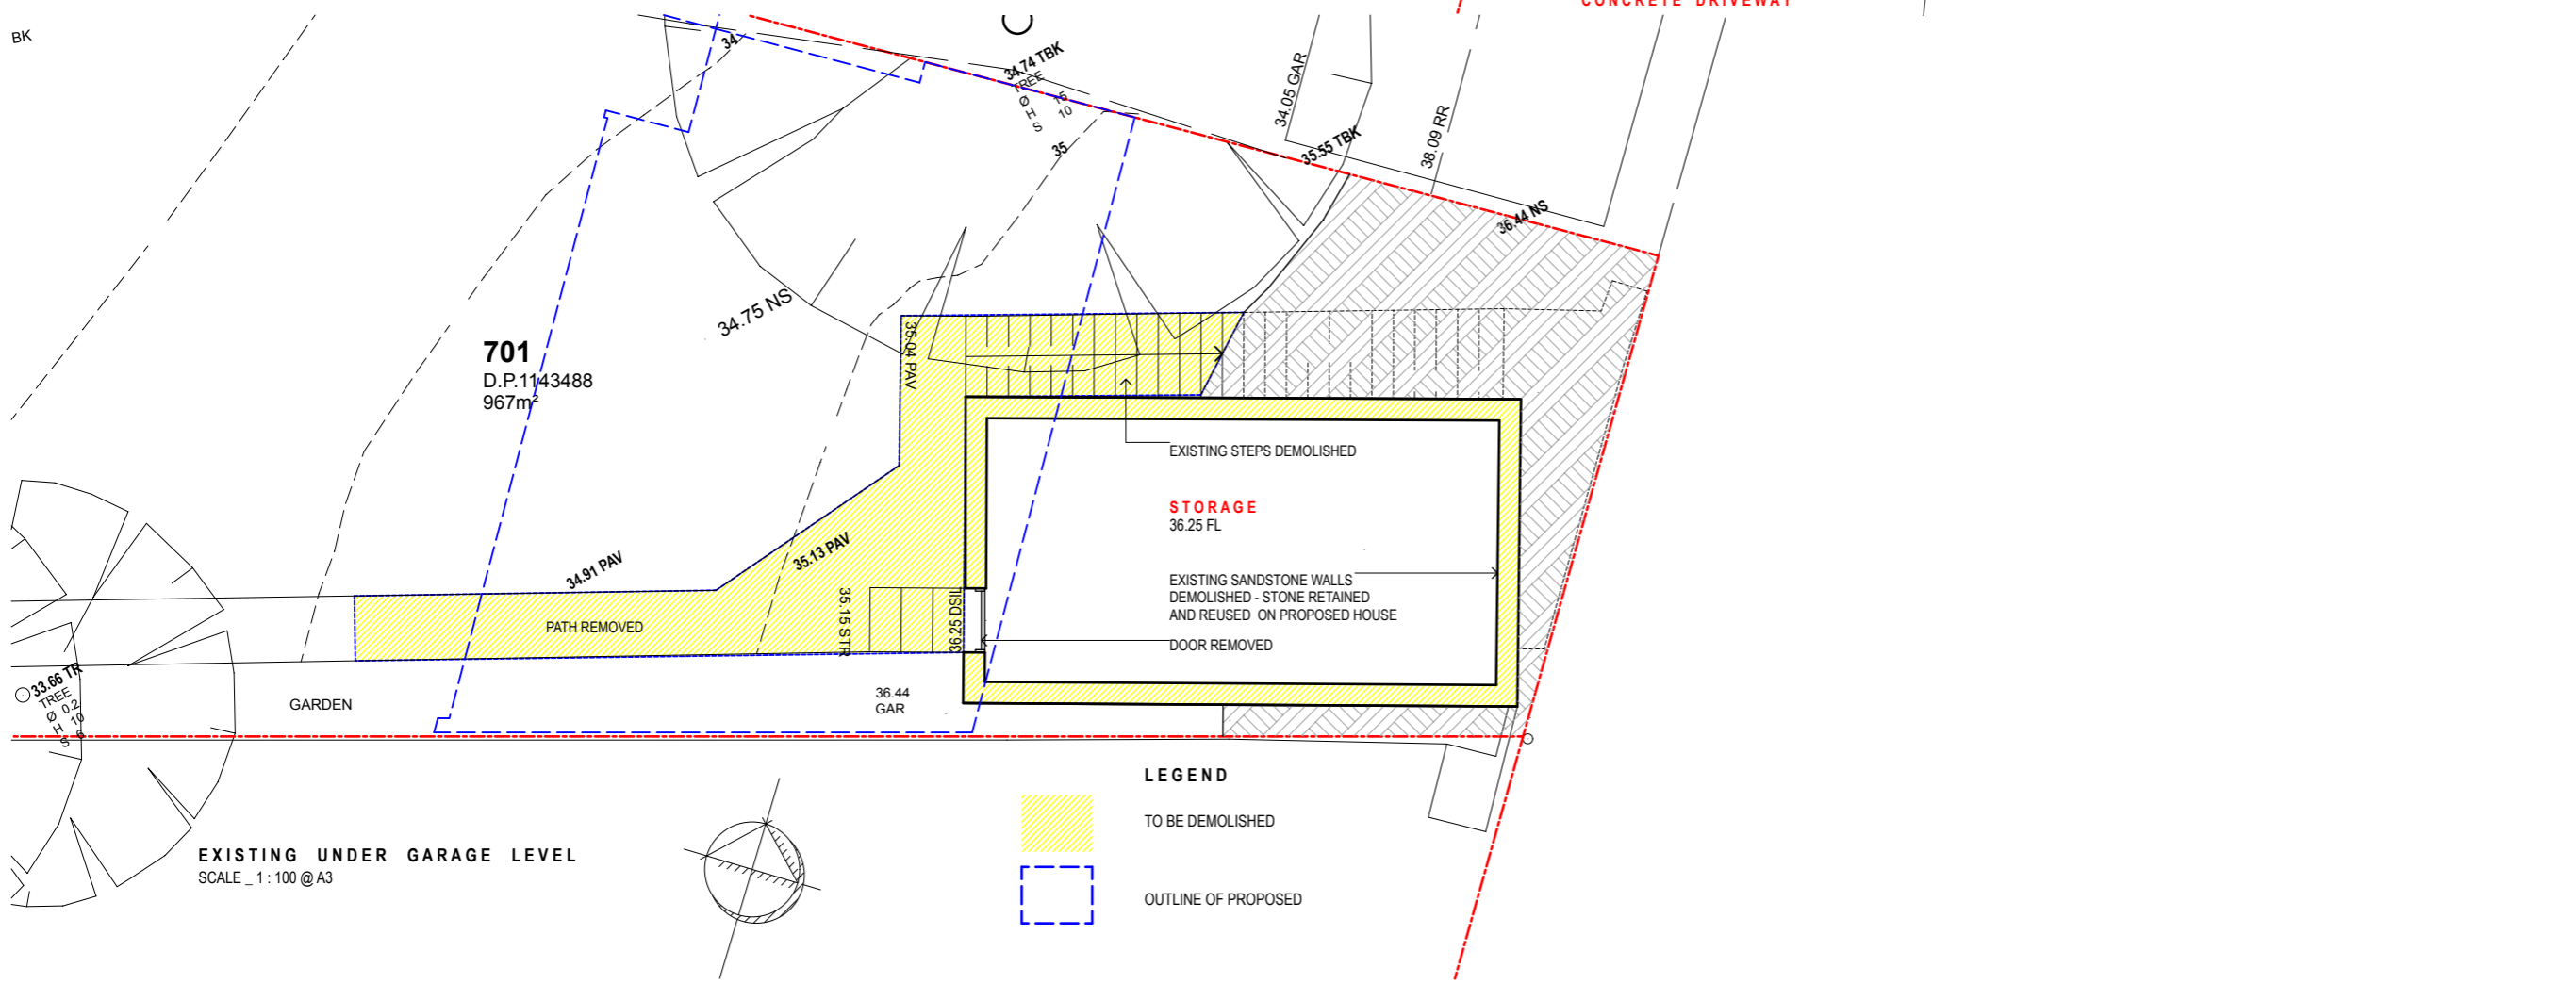 CONCRETE DRIVEWAY
BK
34
34.74 TBK
TREE
Ø 15
H 10
S
34.05 GAR
38.09 RR
35.55 TBK
35
36.44 NS
34.75 NS
35.04 PAV
701
D.P.1143488
967m²
EXISTING STEPS DEMOLISHED
STORAGE
36.25 FL
35.13 PAV
34.91 PAV
EXISTING SANDSTONE WALLS
DEMOLISHED - STONE RETAINED
AND REUSED ON PROPOSED HOUSE
PATH REMOVED
35.15 STR
36.25 DSIL
DOOR REMOVED
33.66 TR
TREE
Ø 0.2
H 10
S 6
GARDEN
36.44
GAR
LEGEND
TO BE DEMOLISHED
EXISTING UNDER GARAGE LEVEL
SCALE _ 1 : 100 @ A3
OUTLINE OF PROPOSED